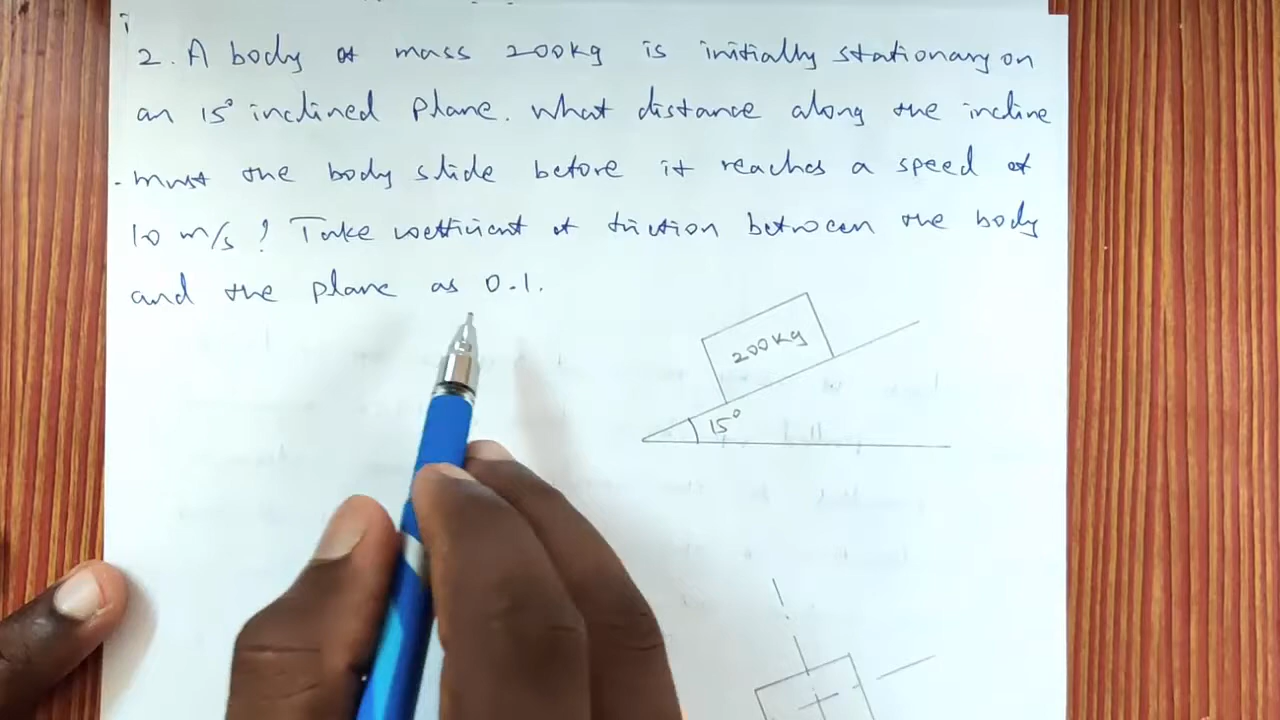 2. A body of mass 200kg is initially stationary on
an 15° inclined plane. What distance along the incline
must the body slide before it reaches a speed of
10 m/s? Take coefficient of friction between the body
and the plane as 0.1.
200kg
15°